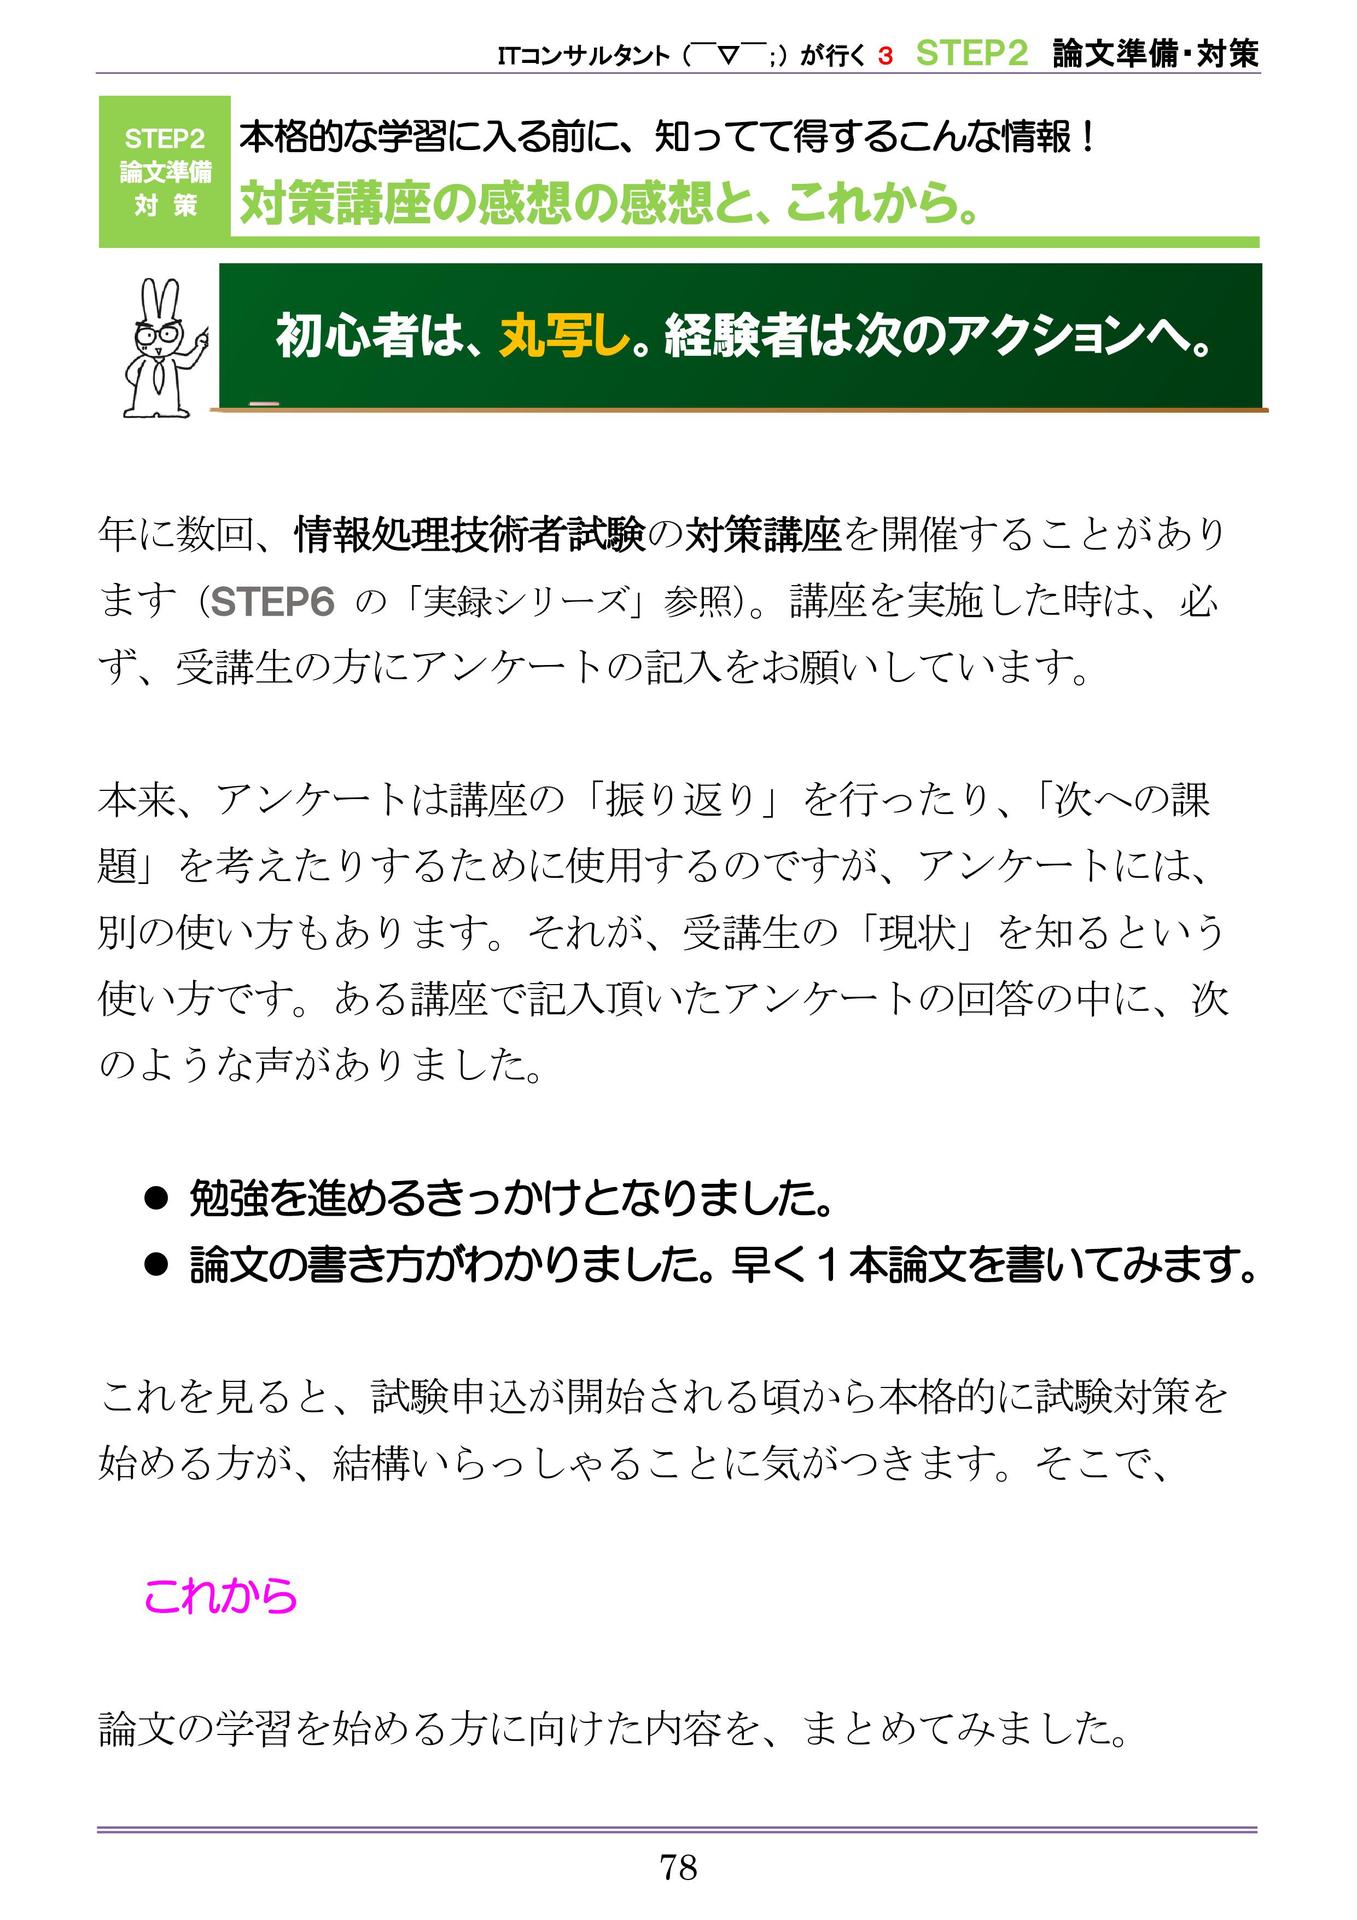 ITコンサルタント（￣▽￣;）が行く 3 STEP2 論文準備・対策
STEP2
論文準備
対 策
本格的な学習に入る前に、知ってて得するこんな情報！
対策講座の感想の感想と、これから。
初心者は、丸写し。経験者は次のアクションへ。
年に数回、情報処理技術者試験の対策講座を開催することがあり
ます（STEP6 の「実録シリーズ」参照）。講座を実施した時は、必
ず、受講生の方にアンケートの記入をお願いしています。
本来、アンケートは講座の「振り返り」を行ったり、「次への課
題」を考えたりするために使用するのですが、アンケートには、
別の使い方もあります。それが、受講生の「現状」を知るという
使い方です。ある講座で記入頂いたアンケートの回答の中に、次
のような声がありました。
● 勉強を進めるきっかけとなりました。
● 論文の書き方がわかりました。早く１本論文を書いてみます。
これを見ると、試験申込が開始される頃から本格的に試験対策を
始める方が、結構いらっしゃることに気がつきます。そこで、
これから
論文の学習を始める方に向けた内容を、まとめてみました。
78